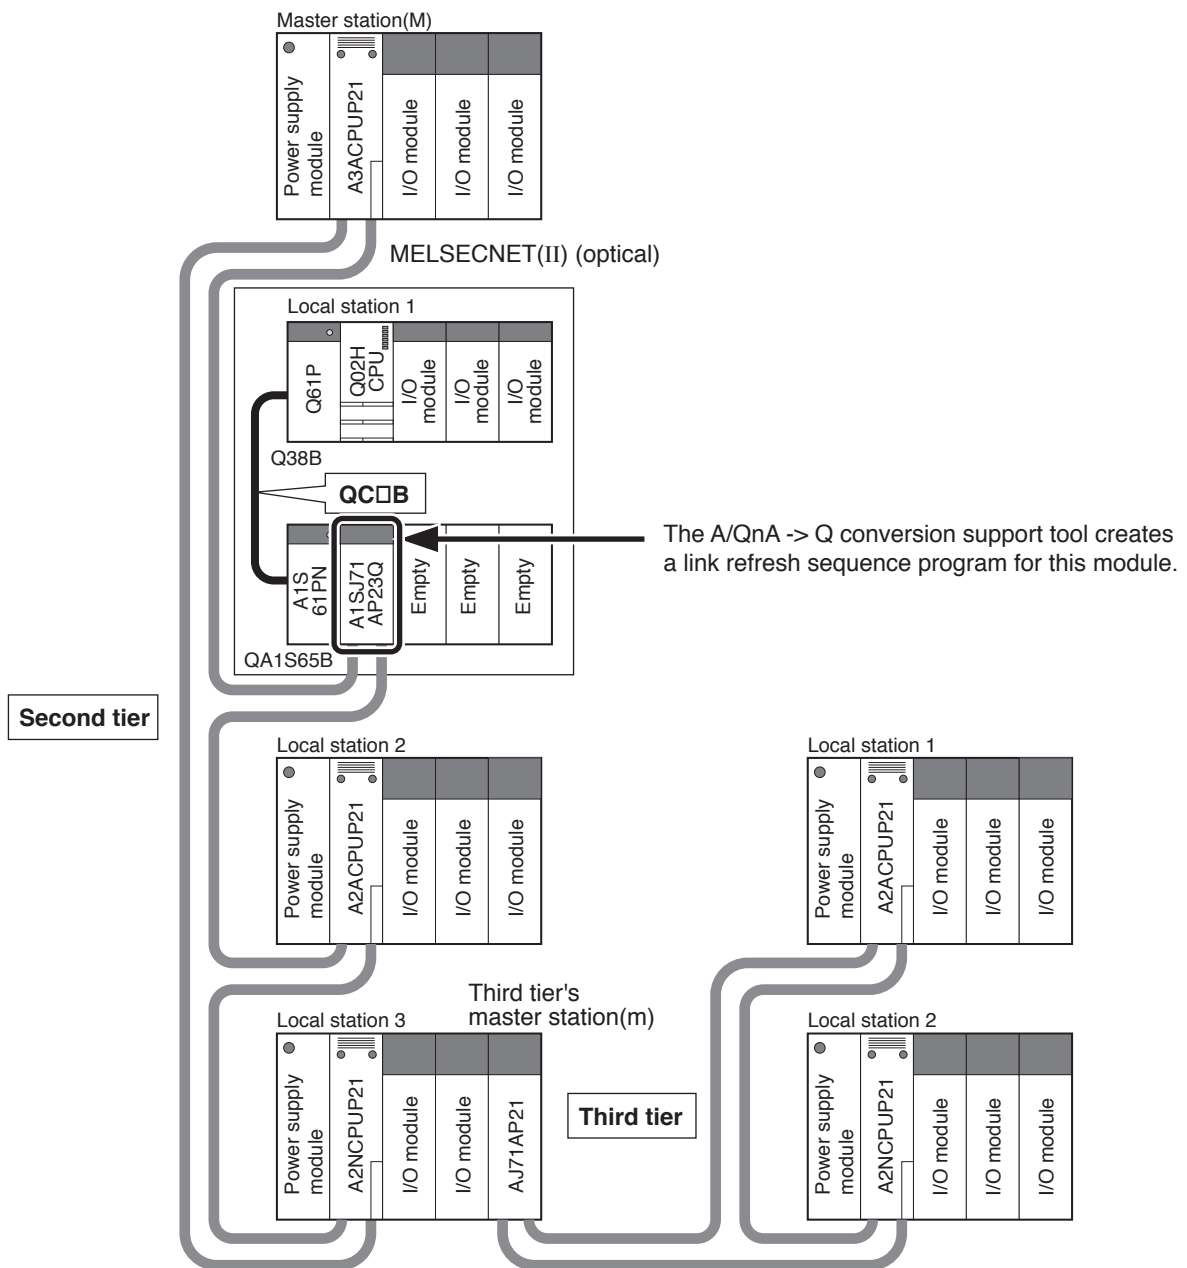 Master station(M)
Power supply
module
A3ACPUP21
I/O module
I/O module
I/O module
MELSECNET(II) (optical)
Local station 1
Q61P
Q02H
CPU
I/O
module
I/O
module
I/O
module
Q38B
QC□B
A1S
61PN
A1SJ71
AP23Q
Empty
Empty
Empty
QA1S65B
The A/QnA -> Q conversion support tool creates
a link refresh sequence program for this module.
Second tier
Local station 2
Power supply
module
A2ACPUP21
I/O module
I/O module
I/O module
Local station 1
Power supply
module
A2ACPUP21
I/O module
I/O module
I/O module
Third tier's
master station(m)
Local station 3
Power supply
module
A2NCPUP21
I/O module
I/O module
AJ71AP21
Third tier
Local station 2
Power supply
module
A2NCPUP21
I/O module
I/O module
I/O module